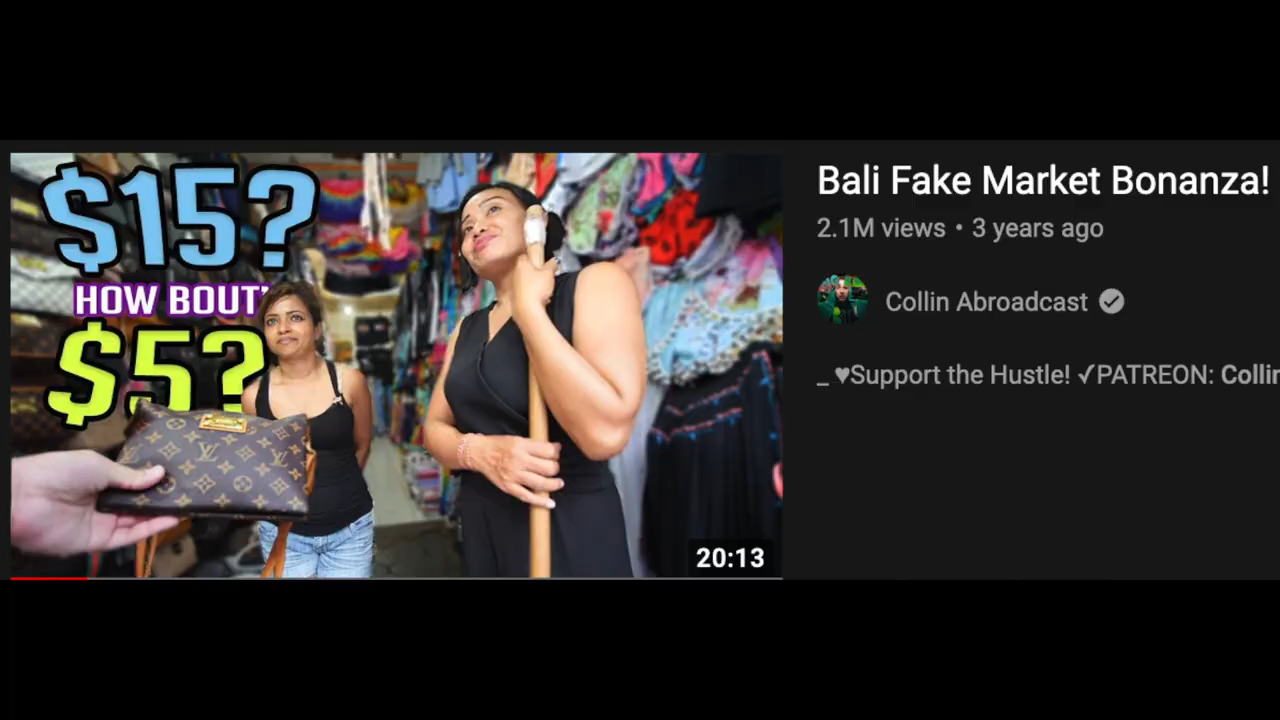 $15?
HOW BOUT
$5?
20:13
Bali Fake Market Bonanza!
2.1M views • 3 years ago
Collin Abroadcast
_ ♥Support the Hustle! ✓PATREON: Collin